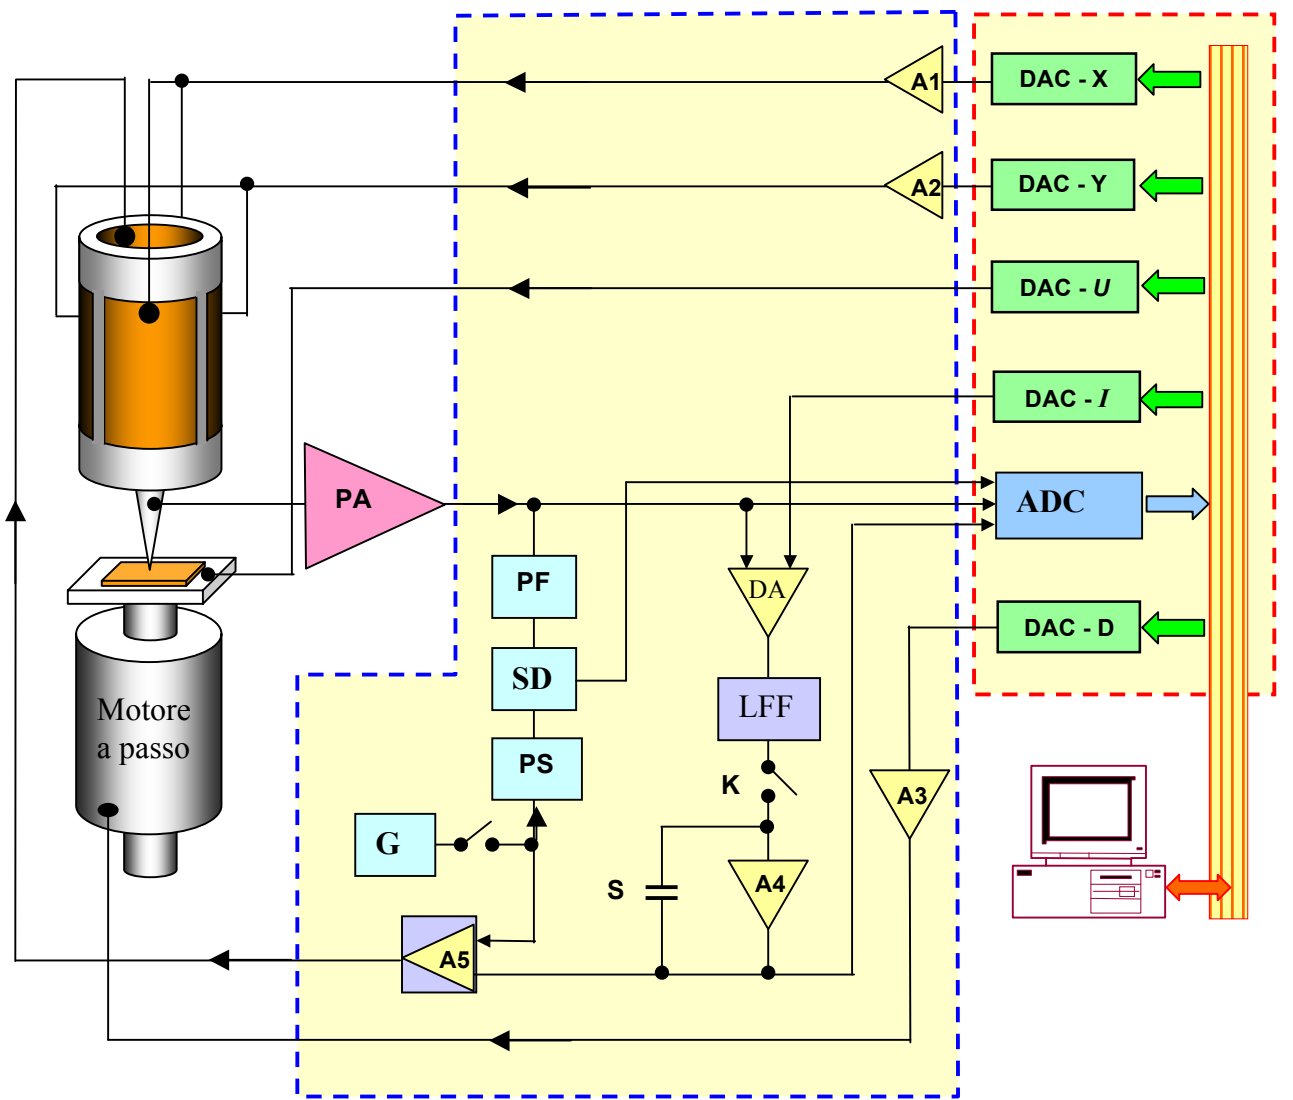 A1
DAC - X
A2
DAC - Y
DAC - U
DAC - I
PA
ADC
PF
DA
DAC - D
SD
LFF
Motore
a passo
PS
K
A3
G
S
A4
A5